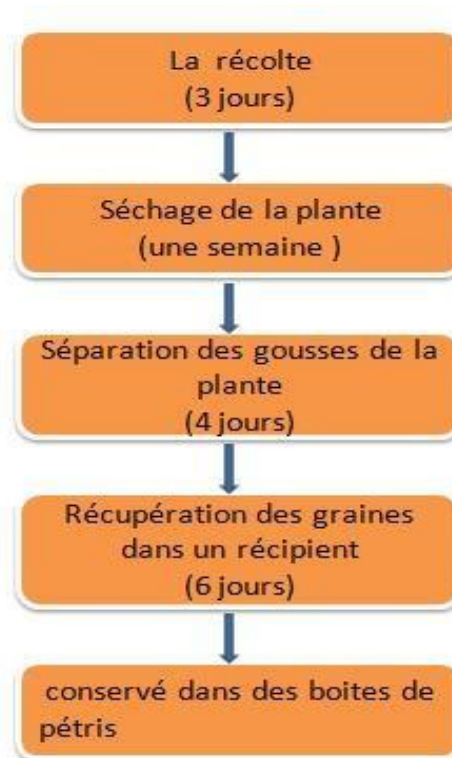 La récolte
(3 jours)
Séchage de la plante
(une semaine )
Séparation des gousses de la
plante
(4 jours)
Récupération des graines
dans un récipient
(6 jours)
conservé dans des boites de
pétris